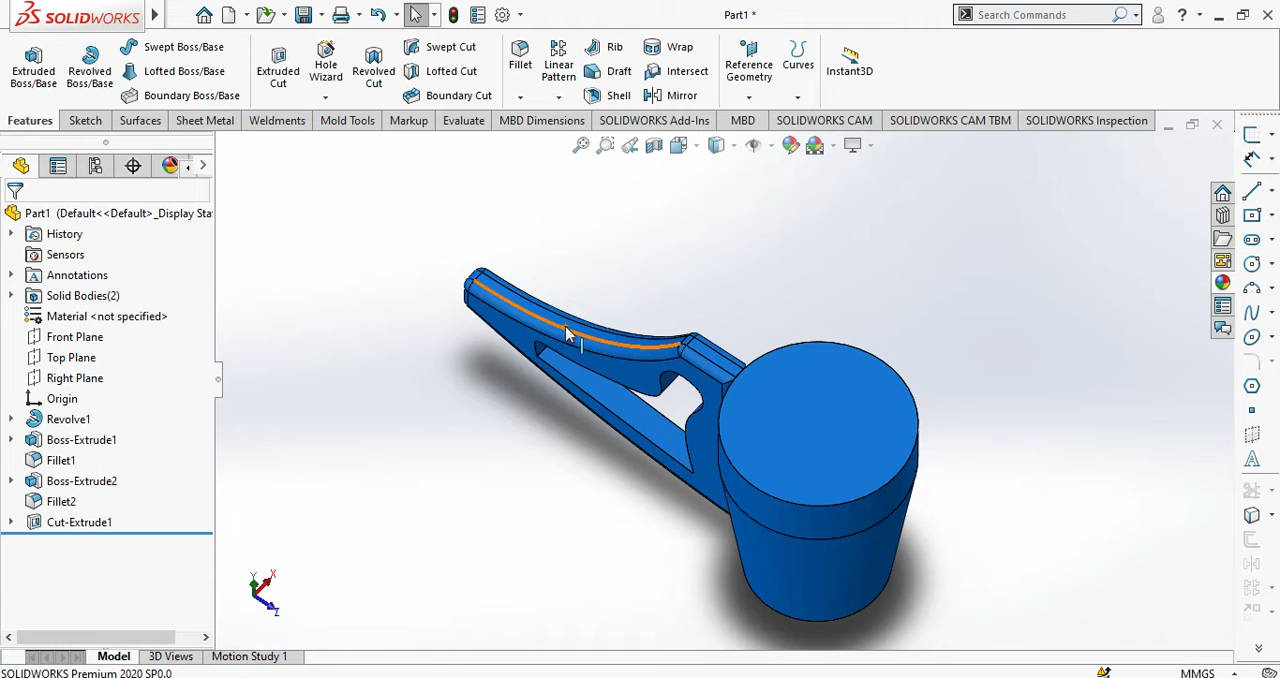 SOLIDWORKS
Part1 *
Search Commands
?
Extruded Boss/Base
Revolved Boss/Base
Swept Boss/Base
Lofted Boss/Base
Boundary Boss/Base
Extruded Cut
Hole Wizard
Revolved Cut
Swept Cut
Lofted Cut
Boundary Cut
Fillet
Linear Pattern
Rib
Draft
Shell
Wrap
Intersect
Mirror
Reference Geometry
Curves
Instant3D
Features
Sketch
Surfaces
Sheet Metal
Weldments
Mold Tools
Markup
Evaluate
MBD Dimensions
SOLIDWORKS Add-Ins
MBD
SOLIDWORKS CAM
SOLIDWORKS CAM TBM
SOLIDWORKS Inspection
Part1 (Default<<Default>_Display Sta
History
Sensors
Annotations
Solid Bodies(2)
Material <not specified>
Front Plane
Top Plane
Right Plane
Origin
Revolve1
Boss-Extrude1
Fillet1
Boss-Extrude2
Fillet2
Cut-Extrude1
Y
X
Z
Model
3D Views
Motion Study 1
SOLIDWORKS Premium 2020 SP0.0
MMGS